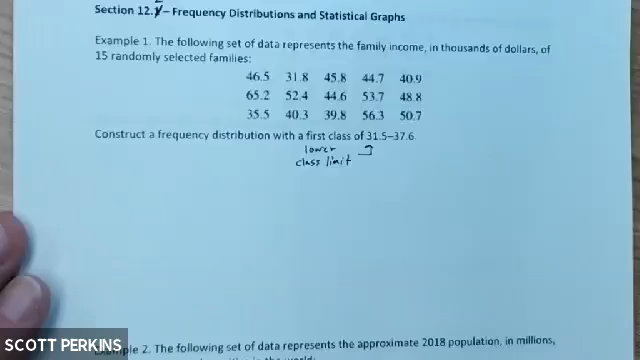 Section 12.2 – Frequency Distributions and Statistical Graphs
Example 1. The following set of data represents the family income, in thousands of dollars, of
15 randomly selected families:
46.5 31.8 45.8 44.7 40.9
65.2 52.4 44.6 53.7 48.8
35.5 40.3 39.8 56.3 50.7
Construct a frequency distribution with a first class of 31.5–37.6.
lower
class limit
Example 2. The following set of data represents the approximate 2018 population, in millions,
SCOTT PERKINS